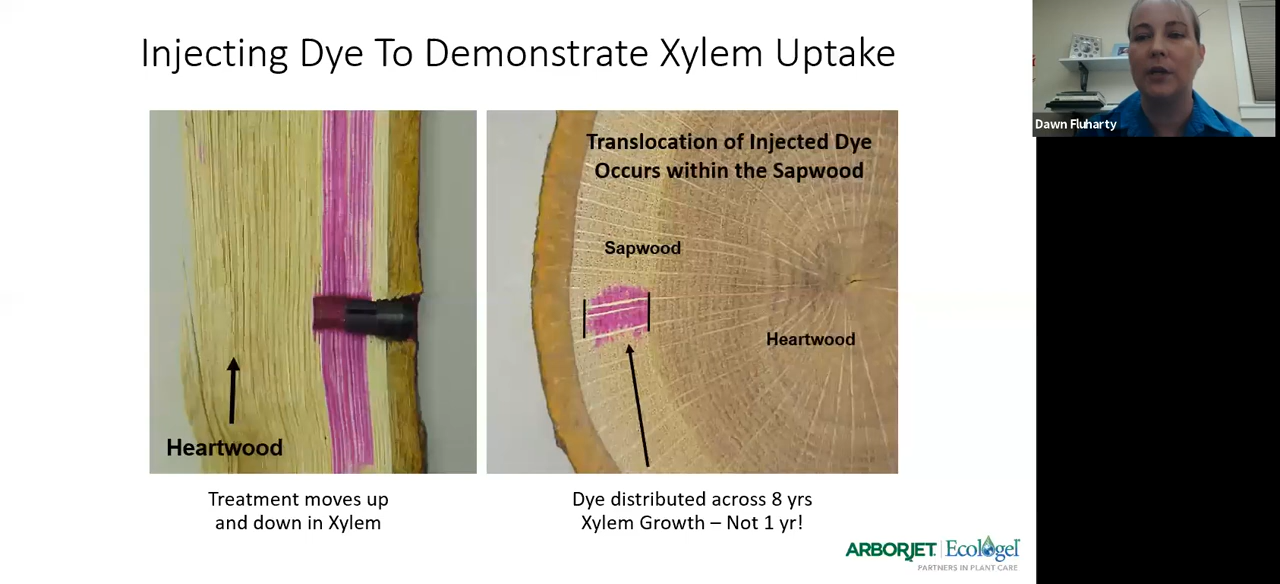 Injecting Dye To Demonstrate Xylem Uptake
Dawn Fluharty
Translocation of Injected Dye
Occurs within the Sapwood
Sapwood
Heartwood
Heartwood
Treatment moves up
and down in Xylem
Dye distributed across 8 yrs
Xylem Growth – Not 1 yr!
ARBORJET | Ecologel
PARTNERS IN PLANT CARE